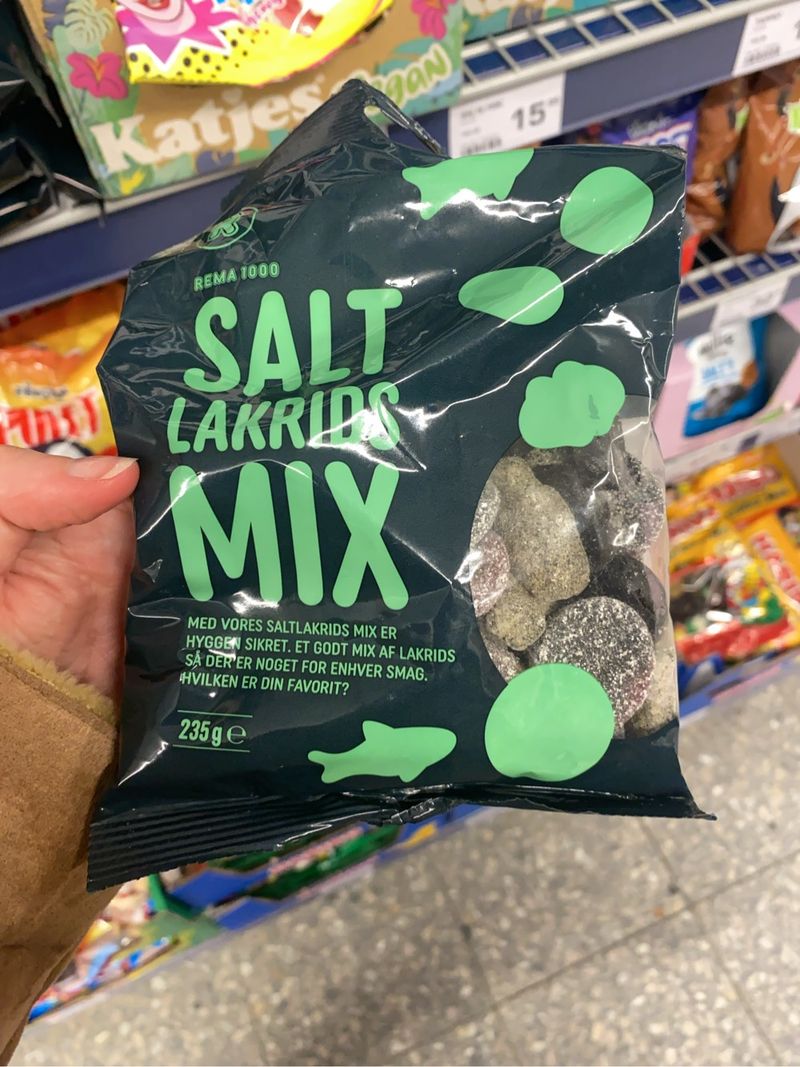 Katjes
VEGAN
15
REMA 1000
SALT
LAKRIDS
MIX
MED VORES SALTLAKRIDS MIX ER
HYGGEN SIKRET. ET GODT MIX AF LAKRIDS
SÅ DER ER NOGET FOR ENHVER SMAG.
HVILKEN ER DIN FAVORIT?
235g e